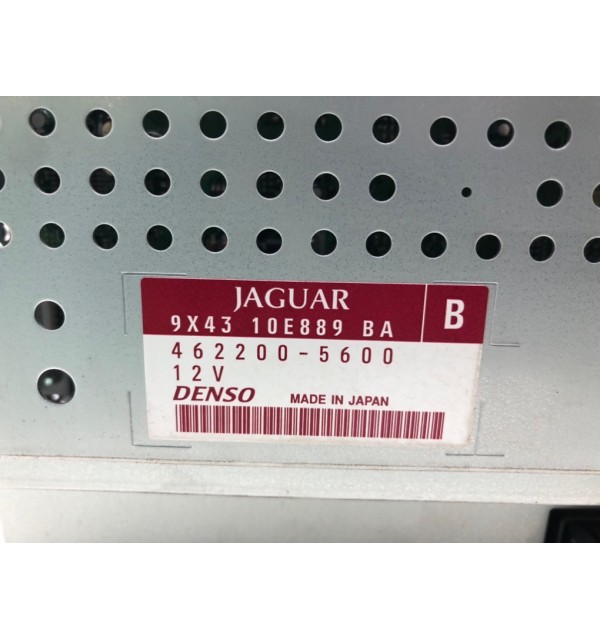 JAGUAR
9X43 10E889 BA
B
462200-5600
12V
DENSO MADE IN JAPAN